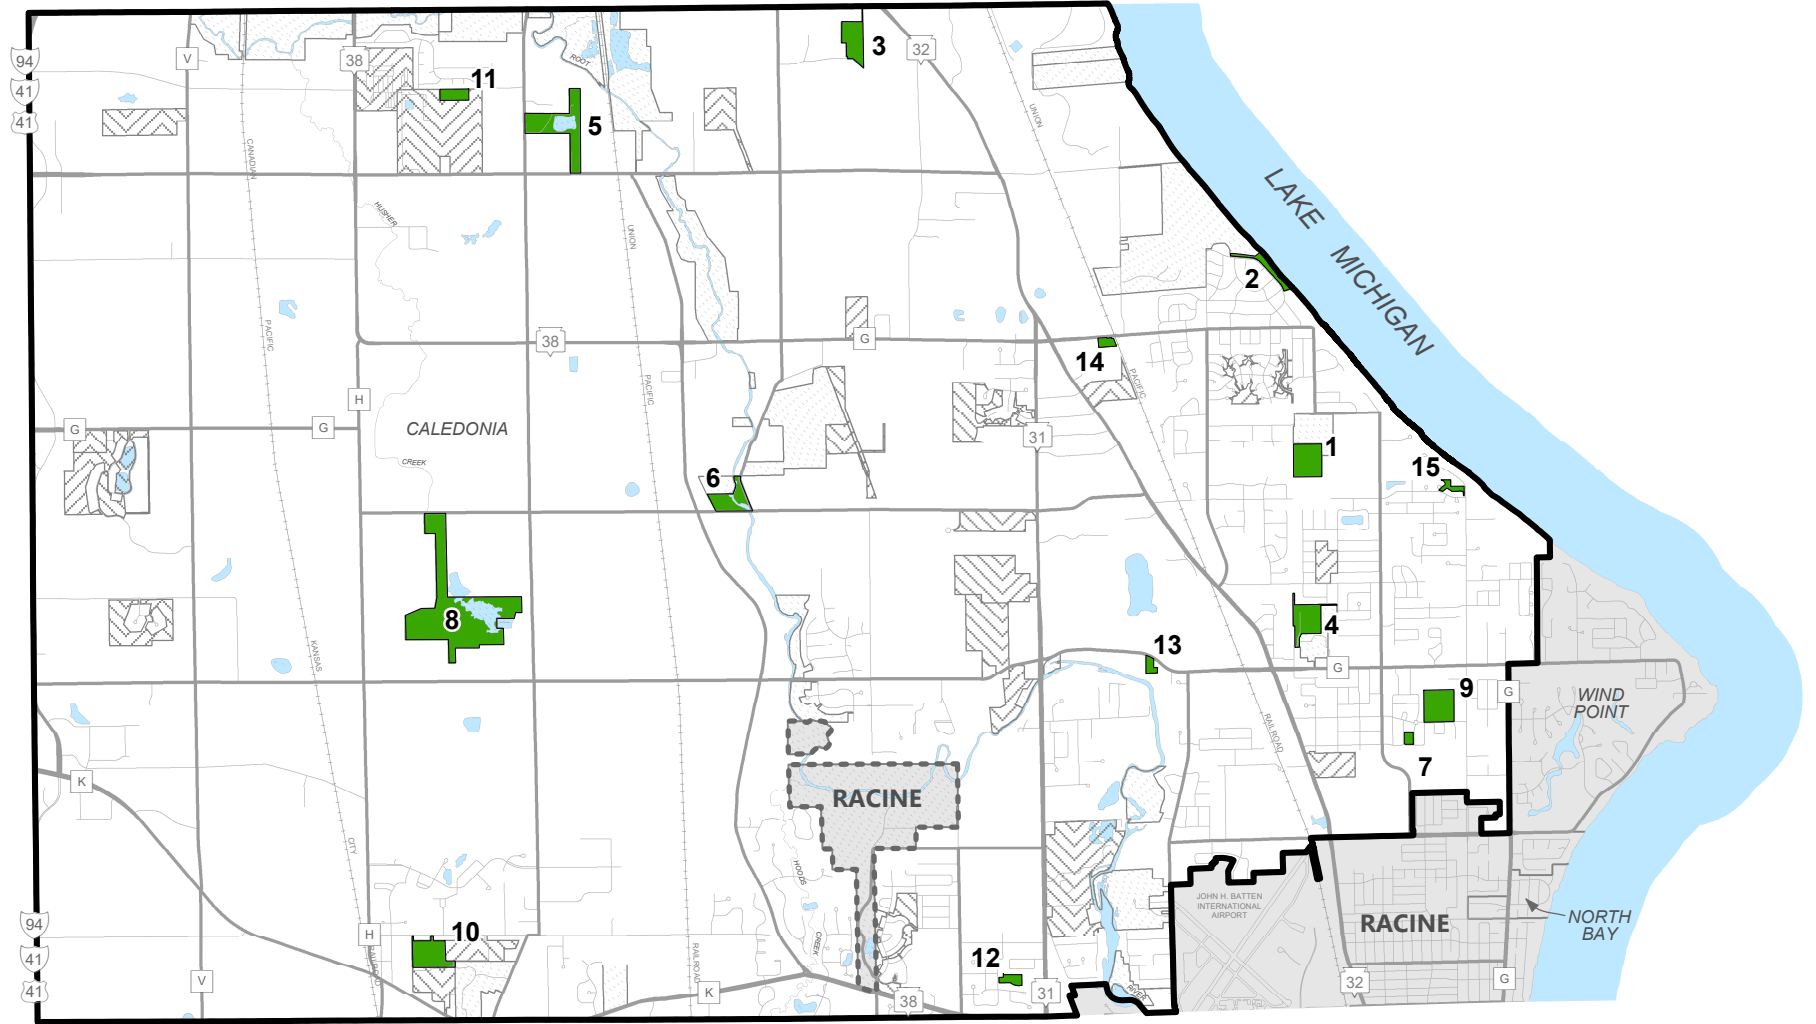 3
32
V
38
94
11
ROOT
41
UNION
41
5
CANADIAN
LAKE
HUSHER
UNION
MICHIGAN
2
PACIFIC
38
G
14
PACIFIC
PACIFIC
H
G
G
CALEDONIA
31
1
CREEK
15
6
8
4
13
KANSAS
G
9
G
WIND
POINT
RAILROAD
7
K
RACINE
CITY
HOODS
JOHN H. BATTEN
INTERNATIONAL
AIRPORT
94
H
10
CREEK
RACINE
NORTH
BAY
41
RAILROAD
RAILROAD
12
V
41
K
38
31
RIVER
32
G